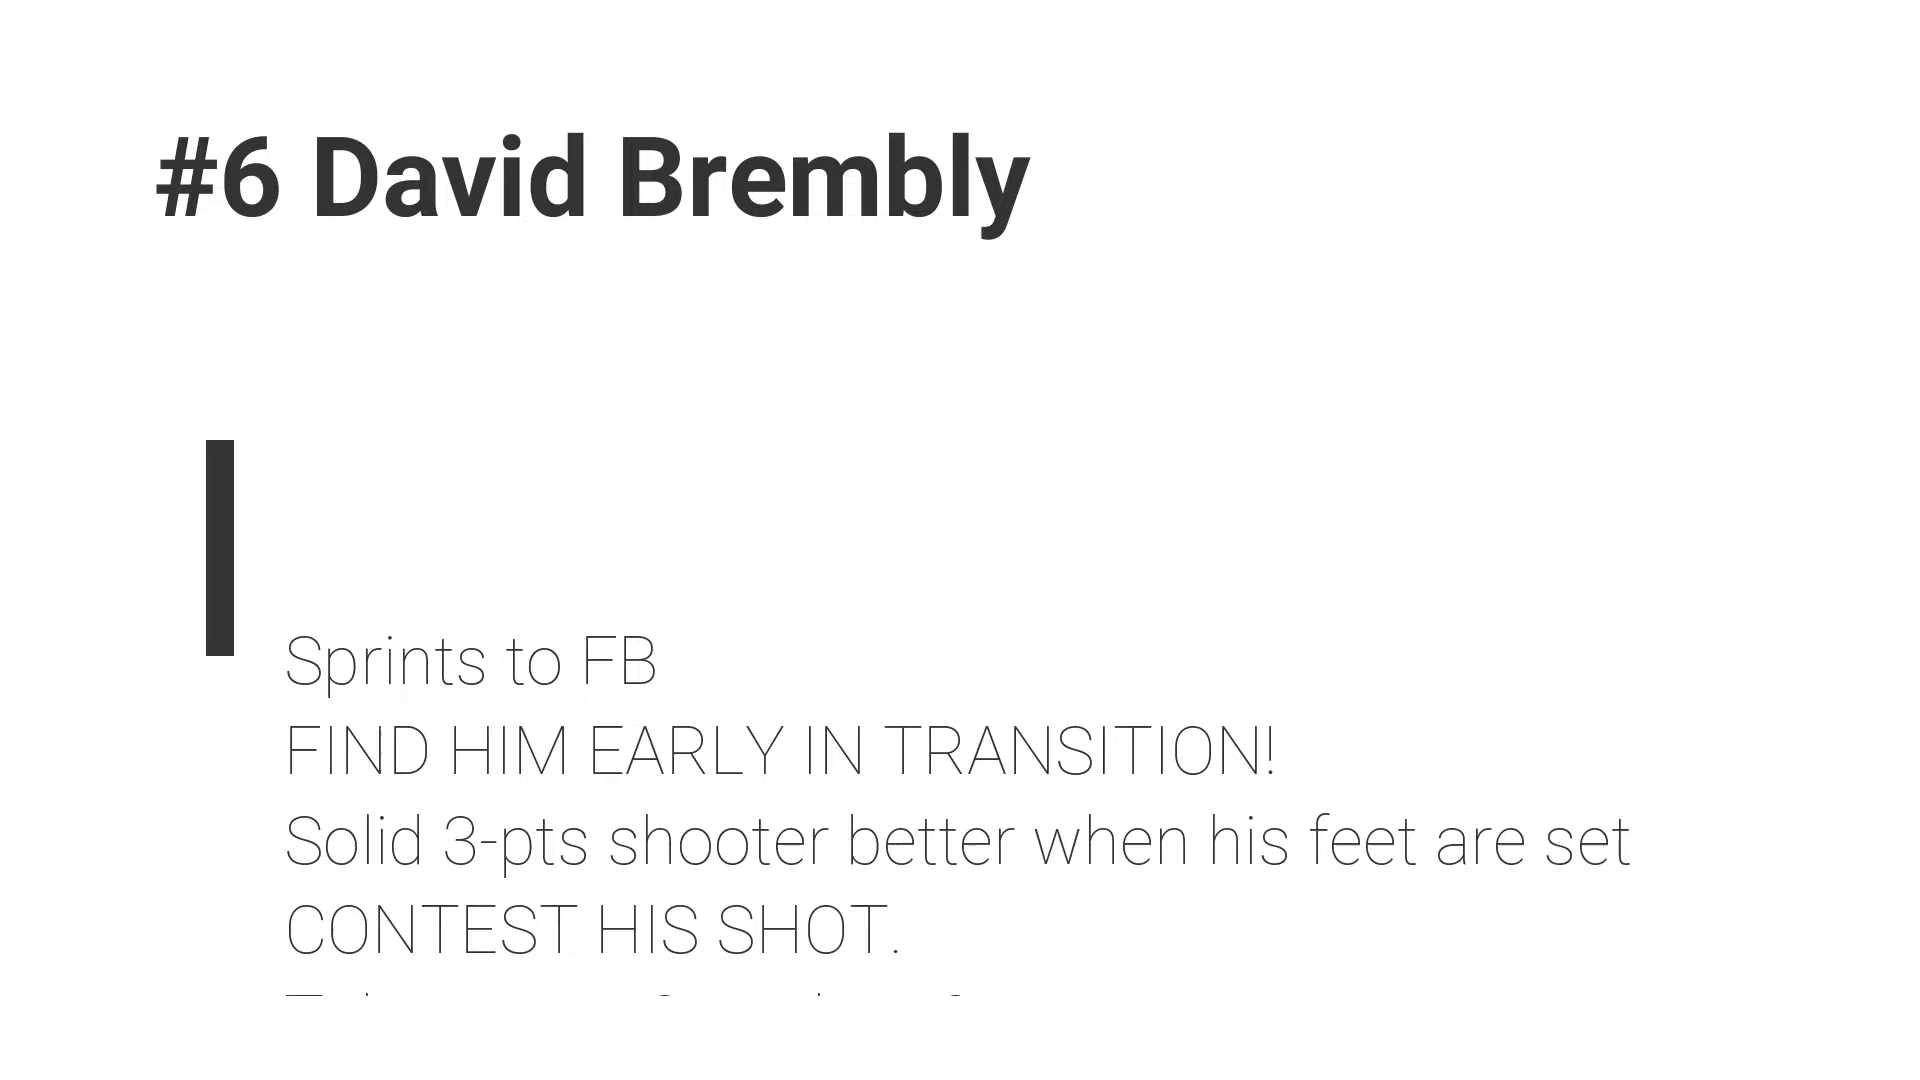 #6 David Brembly
Sprints to FB
FIND HIM EARLY IN TRANSITION!
Solid 3-pts shooter better when his feet are set
CONTEST HIS SHOT.